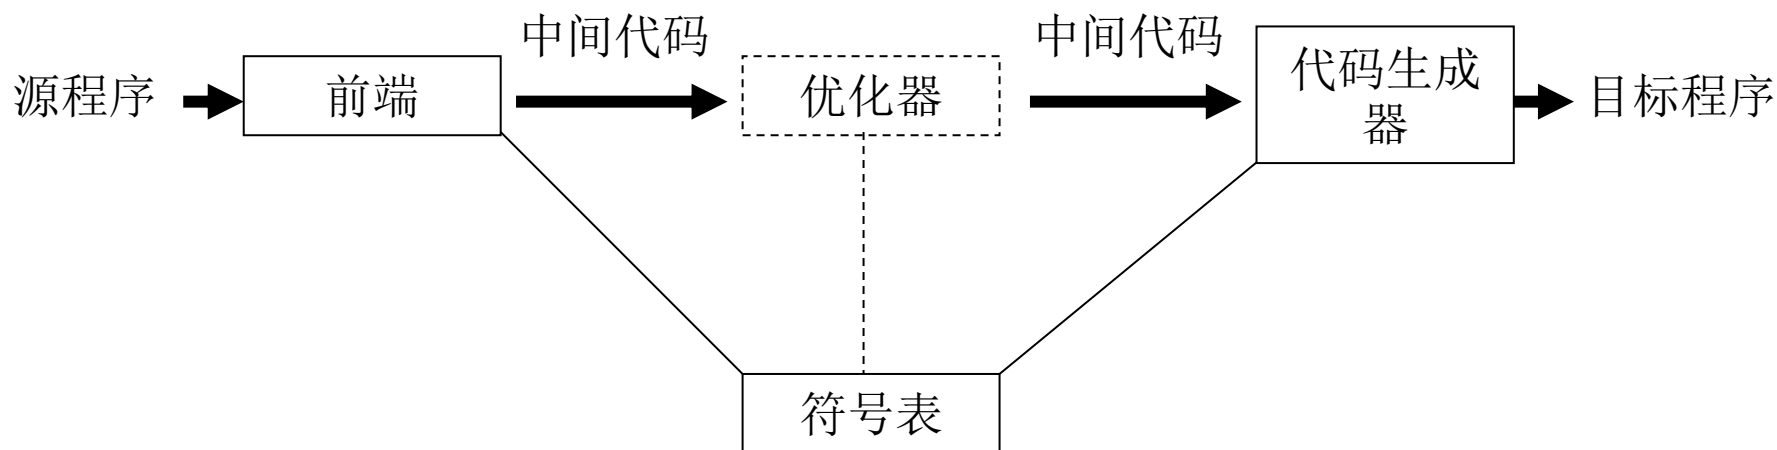 中间代码
中间代码
源程序
前端
优化器
代码生成
器
目标程序
符号表